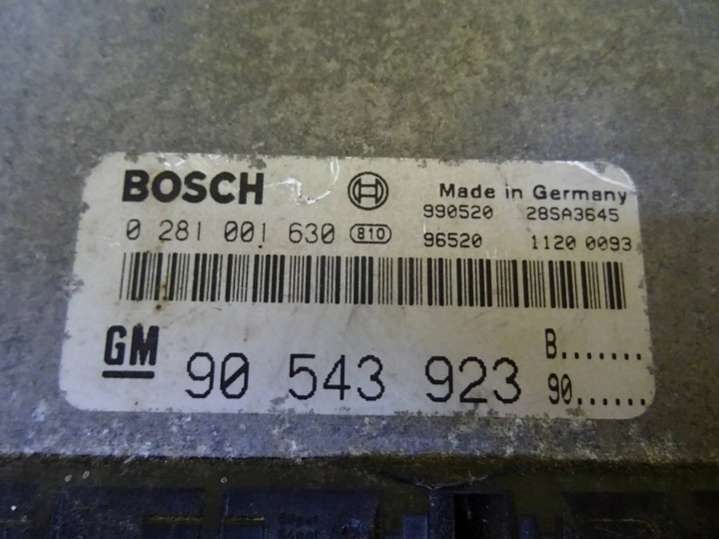 BOSCH
Made in Germany
990520 28SA3645
0 281 001 630 810
96520 1120 0093
GM 90 543 923
B.......
90......